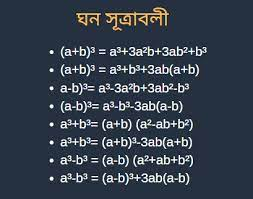 ঘন সূত্রাবলী
• (a+b)³ = a³+3a²b+3ab²+b³
• (a+b)³ = a³+b³+3ab(a+b)
• a-b)³= a³-3a²b+3ab²-b³
• (a-b)³= a³-b³-3ab(a-b)
• a³+b³= (a+b) (a²-ab+b²)
• a³+b³= (a+b)³-3ab(a+b)
• a³-b³ = (a-b) (a²+ab+b²)
• a³-b³ = (a-b)³+3ab(a-b)